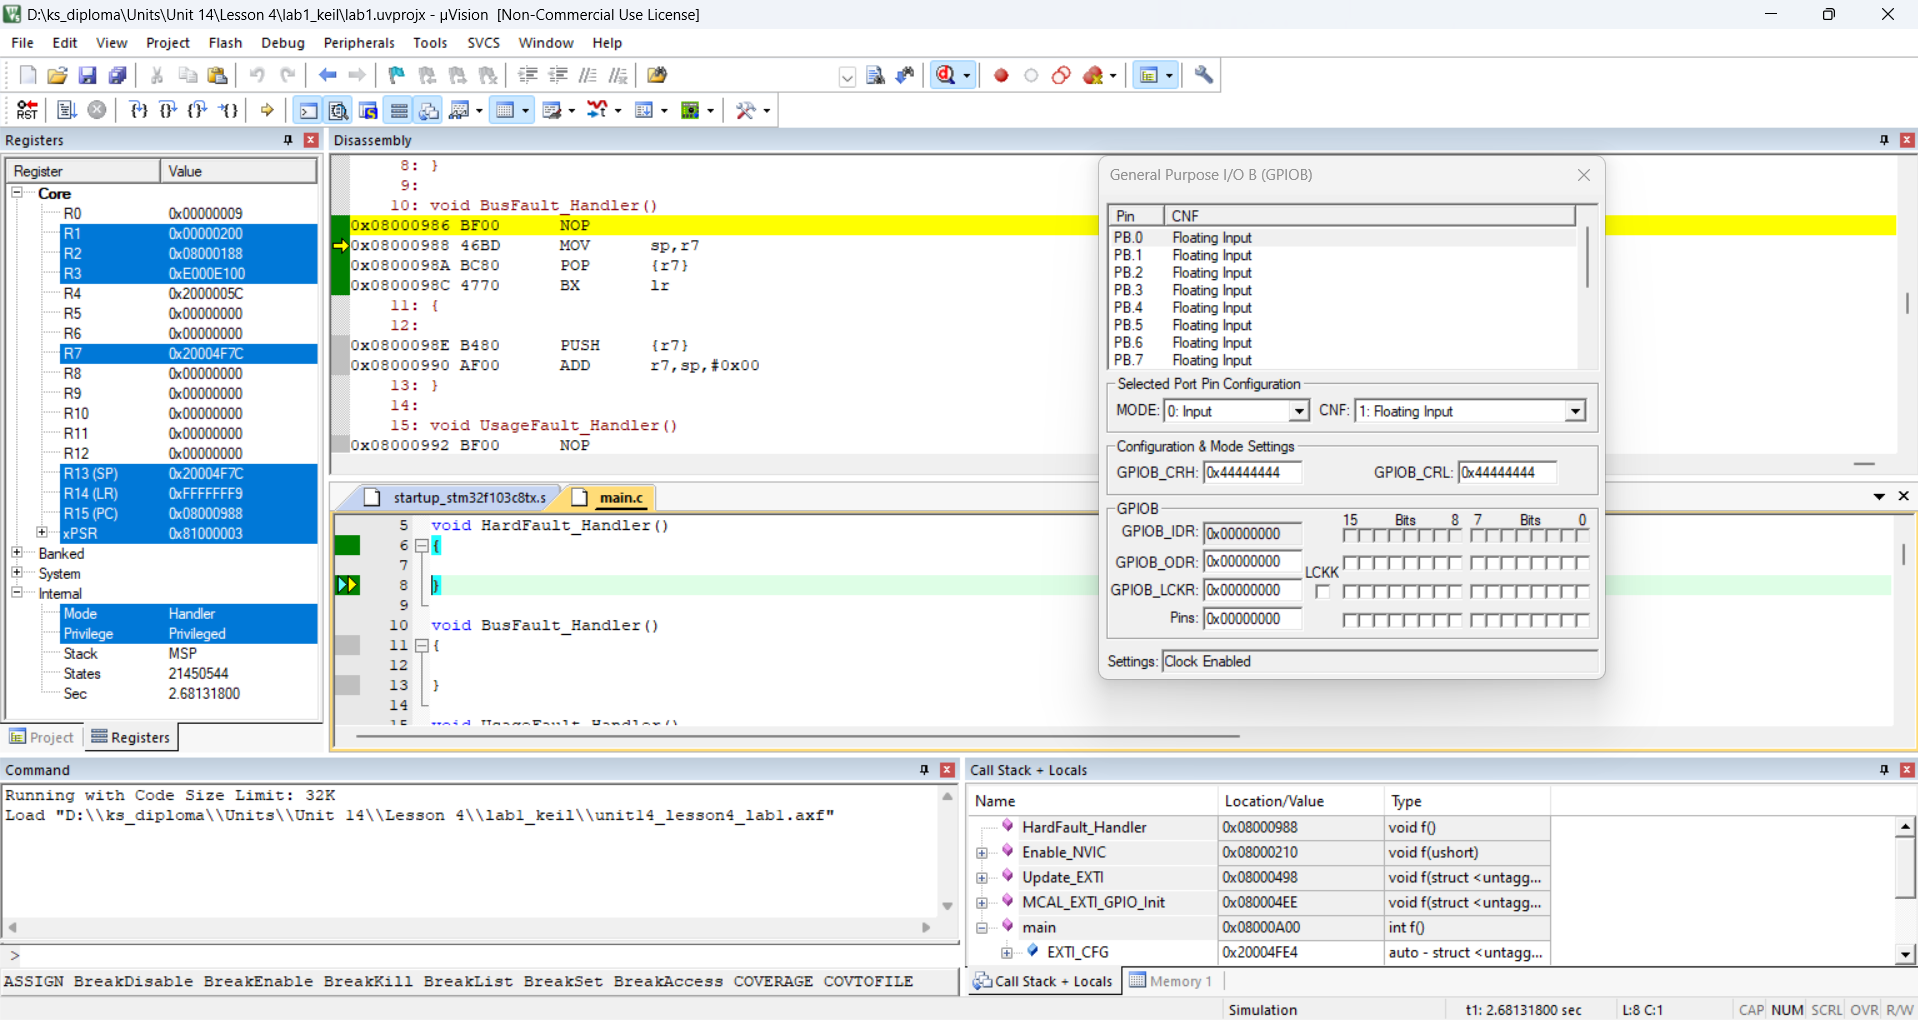 D:\ks_diploma\Units\Unit 14\Lesson 4\lab1_keil\lab1.uvprojx - µVision  [Non-Commercial Use License]
File Edit View Project Flash Debug Peripherals Tools SVCS Window Help
RST
Registers
Register Value
Core
R0 0x00000009
R1 0x00000200
R2 0x08000188
R3 0xE000E100
R4 0x2000005C
R5 0x00000000
R6 0x00000000
R7 0x20004F7C
R8 0x00000000
R9 0x00000000
R10 0x00000000
R11 0x00000000
R12 0x00000000
R13 (SP) 0x20004F7C
R14 (LR) 0xFFFFFFF9
R15 (PC) 0x08000988
xPSR 0x81000003
Banked
System
Internal
Mode Handler
Privilege Privileged
Stack MSP
States 21450544
Sec 2.68131800
Project Registers
Disassembly
8: }
9:
10: void BusFault_Handler()
0x08000986 BF00 NOP
0x08000988 46BD MOV sp,r7
0x0800098A BC80 POP {r7}
0x0800098C 4770 BX lr
11: {
12:
0x0800098E B480 PUSH {r7}
0x08000990 AF00 ADD r7,sp,#0x00
13: }
14:
15: void UsageFault_Handler()
0x08000992 BF00 NOP
startup_stm32f103c8tx.s main.c
5 void HardFault_Handler()
6 {
7
8 }
9
10 void BusFault_Handler()
11 {
12
13 }
14
15 void UsageFault_Handler()
General Purpose I/O B (GPIOB)
Pin CNF
PB.0 Floating Input
PB.1 Floating Input
PB.2 Floating Input
PB.3 Floating Input
PB.4 Floating Input
PB.5 Floating Input
PB.6 Floating Input
PB.7 Floating Input
Selected Port Pin Configuration
MODE: 0: Input CNF: 1: Floating Input
Configuration & Mode Settings
GPIOB_CRH: 0x44444444 GPIOB_CRL: 0x44444444
GPIOB
15 Bits 8 7 Bits 0
GPIOB_IDR: 0x00000000
GPIOB_ODR: 0x00000000
LCKK
GPIOB_LCKR: 0x00000000
Pins: 0x00000000
Settings: Clock Enabled
Command
Running with Code Size Limit: 32K
Load "D:\\ks_diploma\\Units\\Unit 14\\Lesson 4\\lab1_keil\\unit14_lesson4_lab1.axf"
>
ASSIGN BreakDisable BreakEnable BreakKill BreakList BreakSet BreakAccess COVERAGE COVTOFILE
Call Stack + Locals
Name Location/Value Type
HardFault_Handler 0x08000988 void f()
Enable_NVIC 0x08000210 void f(ushort)
Update_EXTI 0x08000498 void f(struct <untagg...
MCAL_EXTI_GPIO_Init 0x080004EE void f(struct <untagg...
main 0x08000A00 int f()
EXTI_CFG 0x20004FE4 auto - struct <untagg...
Call Stack + Locals Memory 1
Simulation t1: 2.68131800 sec L:8 C:1 CAP NUM SCRL OVR R/W